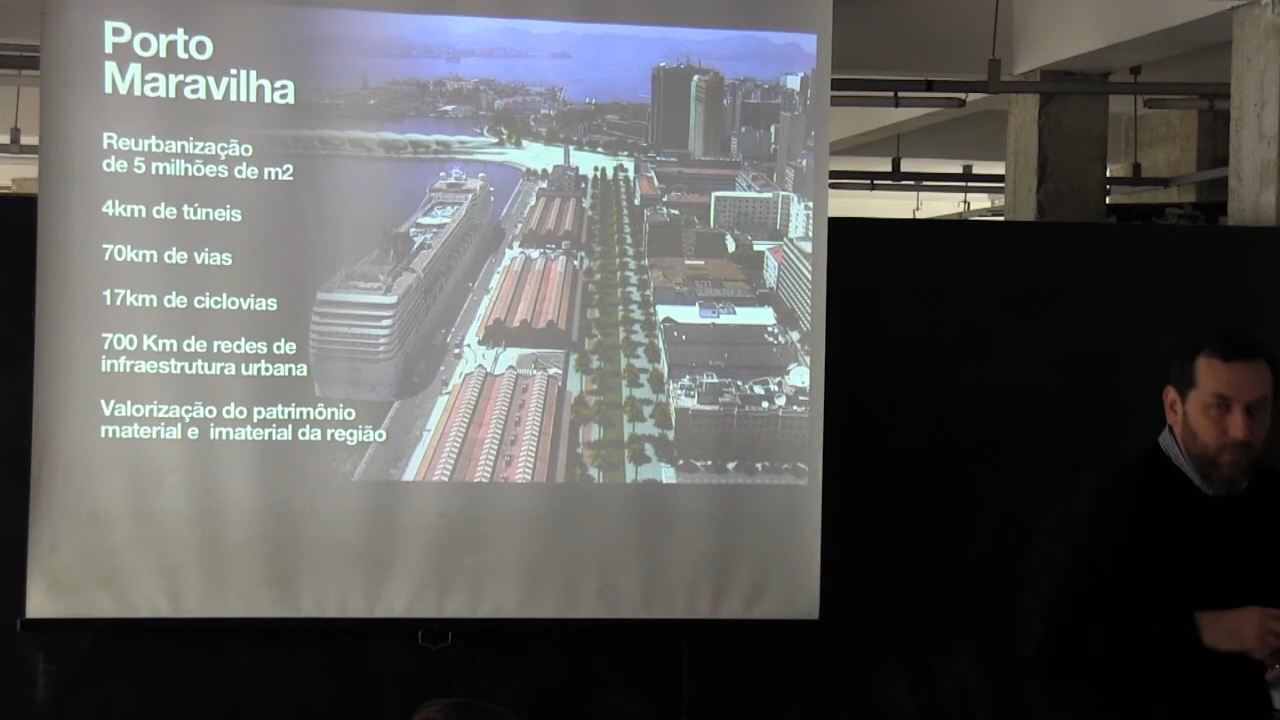 Porto
Maravilha
Reurbanização
de 5 milhões de m2
4km de túneis
70km de vias
17km de ciclovias
700 Km de redes de
infraestrutura urbana
Valorização do patrimônio
material e imaterial da região